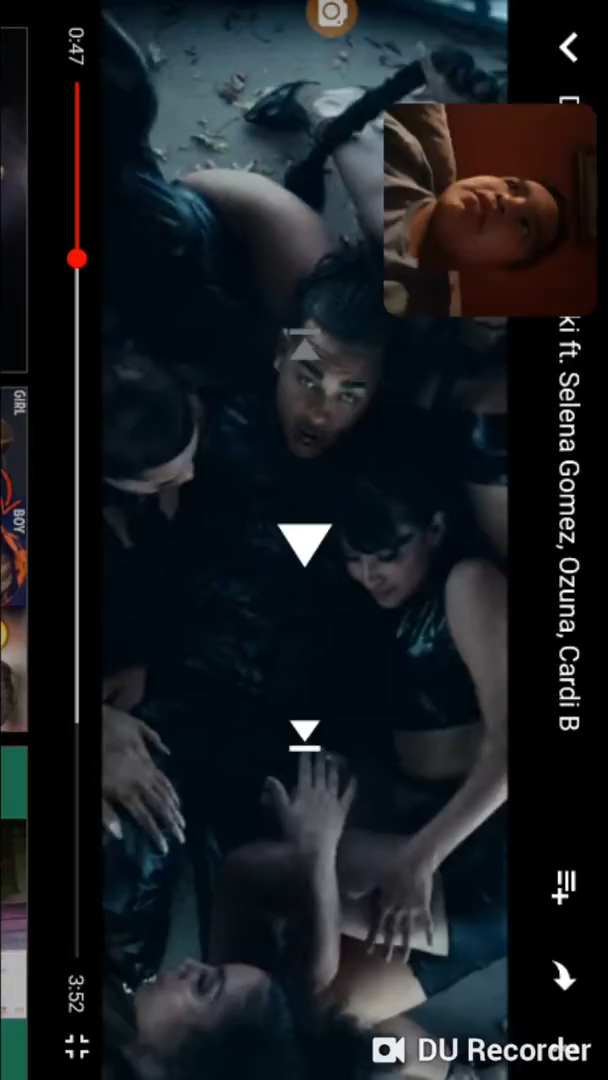 ki ft. Selena Gomez, Ozuna, Cardi B
0:47
3:52
GIRL
BOY
DU Recorder